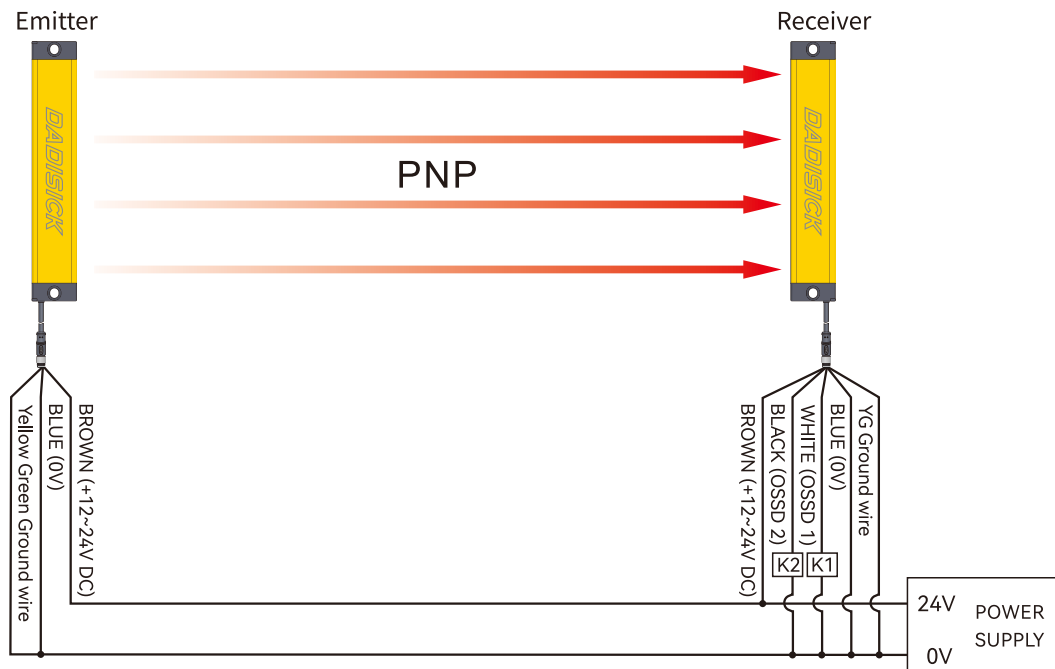 Emitter
Receiver
DADISICK
DADISICK
PNP
Yellow Green Ground wire
BLUE (0V)
BROWN (+12~24V DC)
BROWN (+12~24V DC)
BLACK (OSSD 2)
WHITE (OSSD 1)
BLUE (0V)
YG Ground wire
K2
K1
24V
0V
POWER
SUPPLY